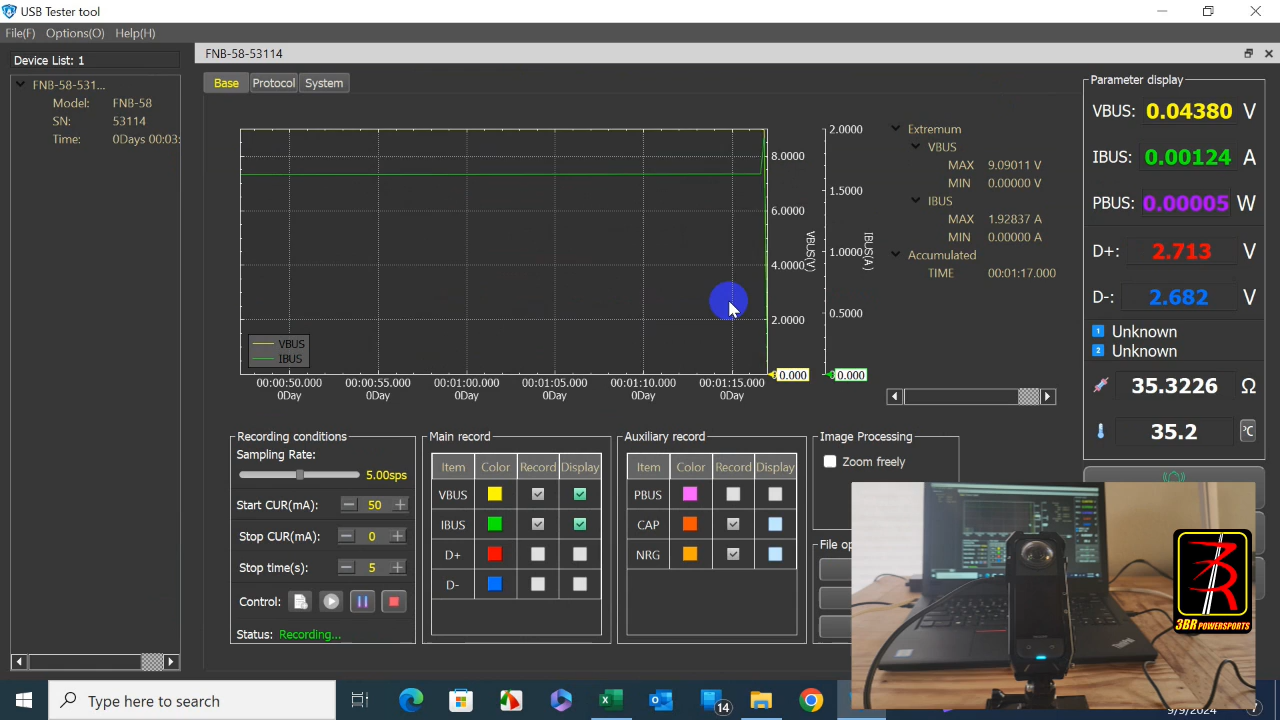 USB Tester tool
File(F) Options(O) Help(H)
Device List: 1
FNB-58-53114
FNB-58-531...
Model: FNB-58
SN: 53114
Time: 0Days 00:03:
Base Protocol System
8.0000
6.0000
4.0000
2.0000
0.000
VBUS(V)
2.0000
1.5000
1.0000
0.5000
0.000
IBUS(A)
VBUS
IBUS
00:00:50.000 00:00:55.000 00:01:00.000 00:01:05.000 00:01:10.000 00:01:15.000
0Day 0Day 0Day 0Day 0Day 0Day
Extremum
VBUS
MAX 9.09011 V
MIN 0.00000 V
IBUS
MAX 1.92837 A
MIN 0.00000 A
Accumulated
TIME 00:01:17.000
Parameter display
VBUS: 0.04380 V
IBUS: 0.00124 A
PBUS: 0.00005 W
D+: 2.713 V
D-: 2.682 V
1 Unknown
2 Unknown
35.3226 Ω
35.2 °C
Recording conditions
Sampling Rate:
5.00sps
Start CUR(mA): 50
Stop CUR(mA): 0
Stop time(s): 5
Control:
Status: Recording...
Main record
Item Color Record Display
VBUS
IBUS
D+
D-
Auxiliary record
Item Color Record Display
PBUS
CAP
NRG
Image Processing
Zoom freely
File op
3BR POWERSPORTS
Type here to search
14
9/9/2024